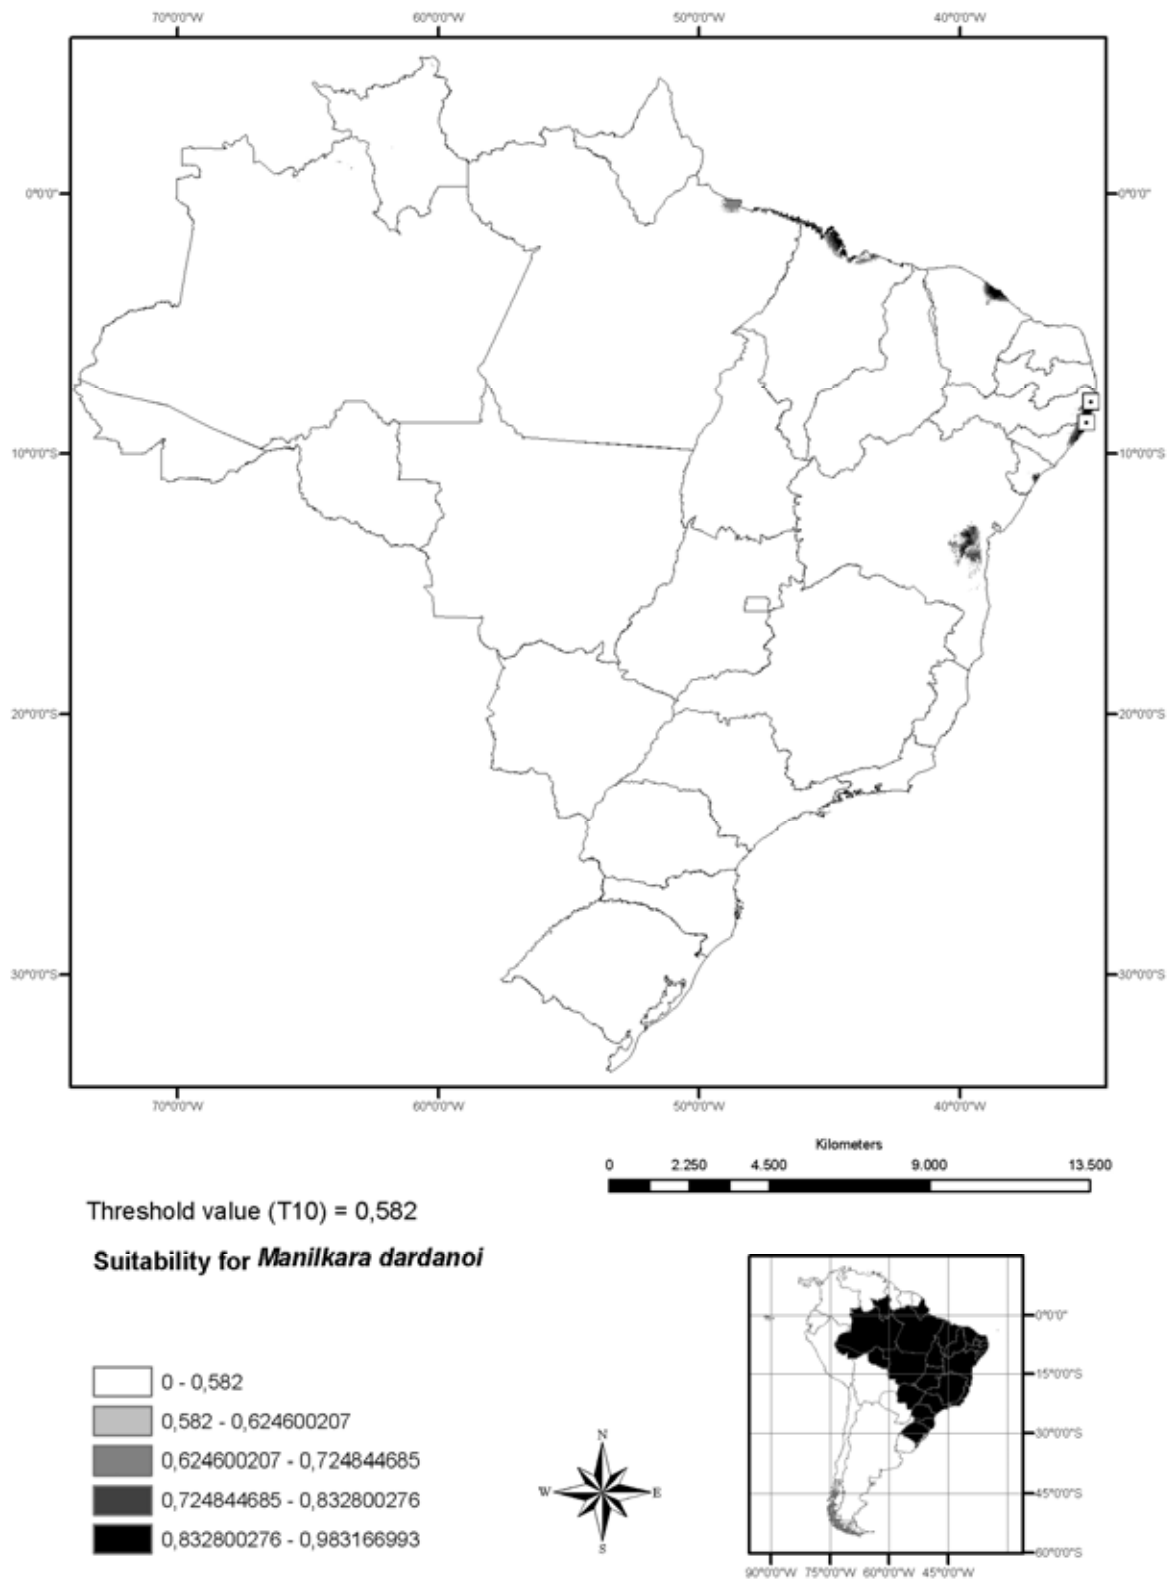 70°0'0"W 60°0'0"W 50°0'0"W 40°0'0"W
0°0'0" 0°0'0"
10°0'0"S 10°0'0"S
20°0'0"S 20°0'0"S
30°0'0"S 30°0'0"S
70°0'0"W 60°0'0"W 50°0'0"W 40°0'0"W
Kilometers
0 2.250 4.500 9.000 13.500
Threshold value (T10) = 0,582
Suitability for Manilkara dardanoi
0 - 0,582
0,582 - 0,624600207
0,624600207 - 0,724844685
0,724844685 - 0,832800276
0,832800276 - 0,983166993
N
W E
S
0°0'0"
15°0'0"S
30°0'0"S
45°0'0"S
60°0'0"S
90°0'0"W 75°0'0"W 60°0'0"W 45°0'0"W